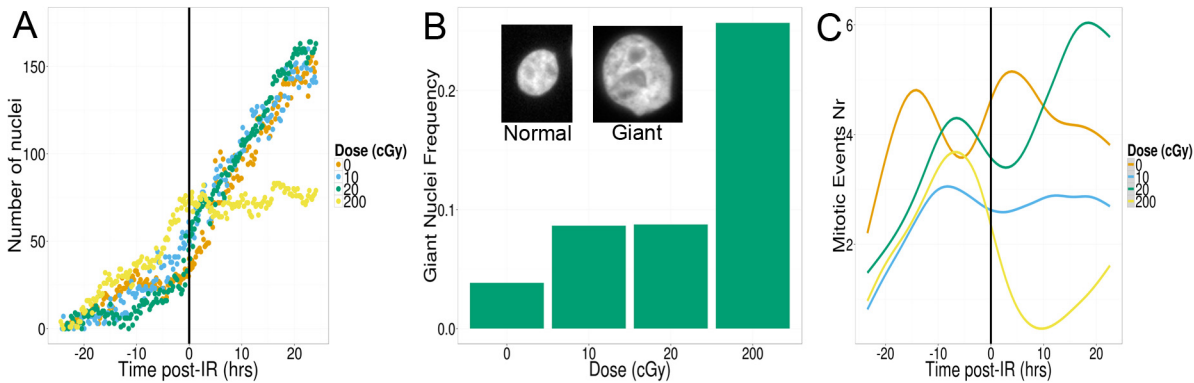 A
Number of nuclei
150
100
50
0
-20
-10
0
10
20
Time post-IR (hrs)
Dose (cGy)
0
10
20
200
B
Giant Nuclei Frequency
0.2
0.1
0.0
Normal
Giant
0
10
20
200
Dose (cGy)
C
Mitotic Events Nr
6
4
2
-20
-10
0
10
20
Time post-IR (hrs)
Dose (cGy)
0
10
20
200